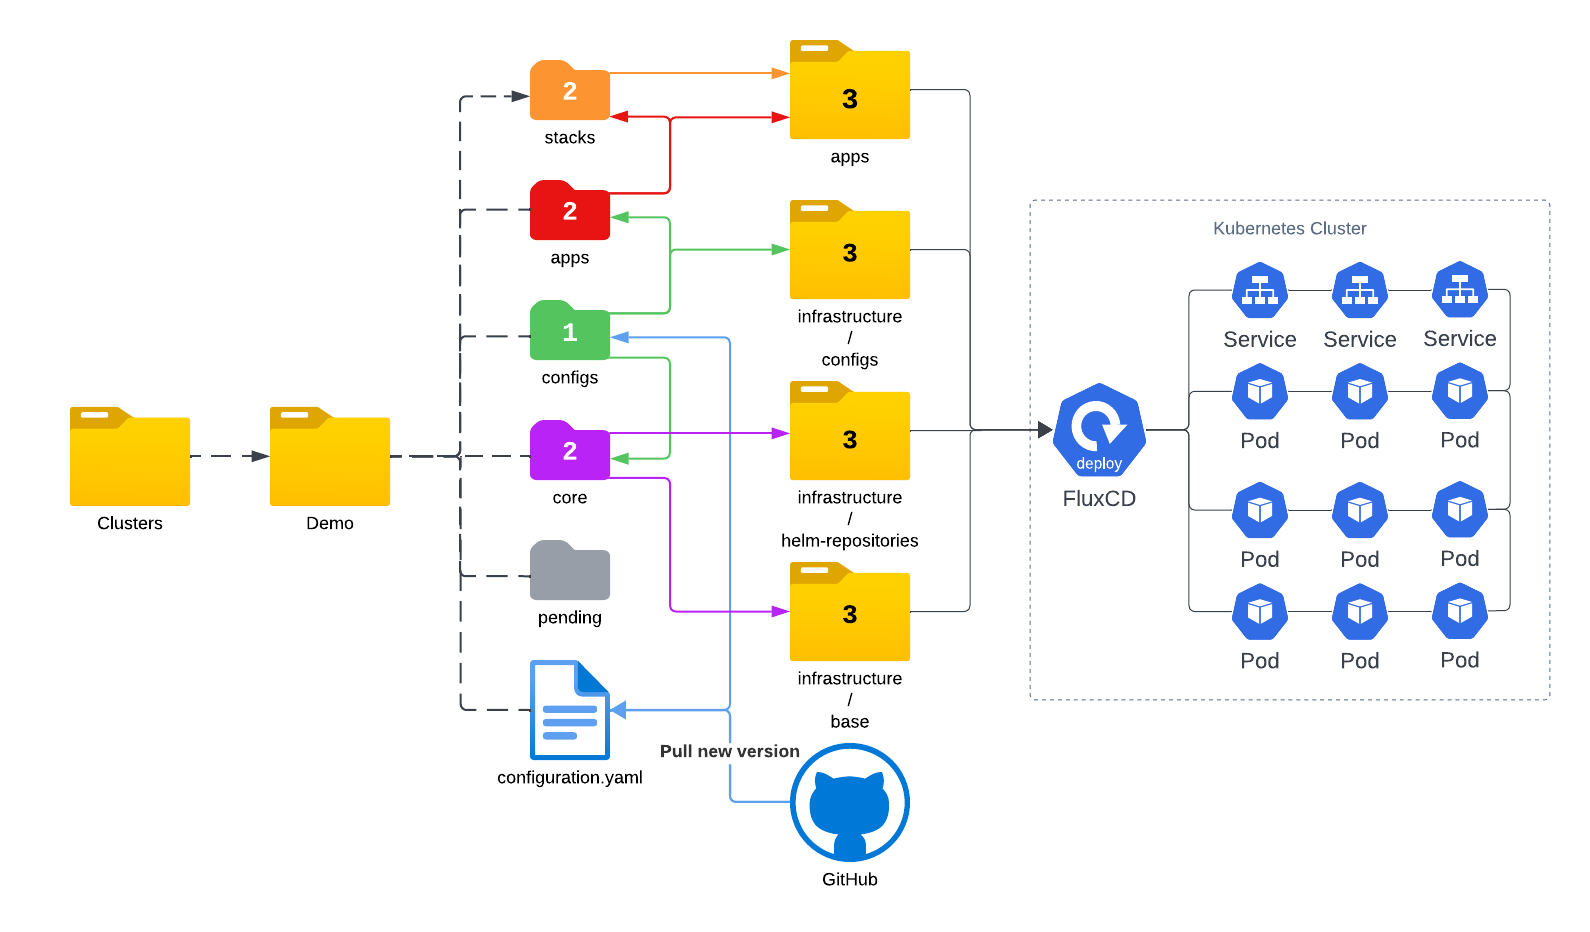 Clusters
Demo
2
stacks
2
apps
1
configs
2
core
pending
configuration.yaml
3
apps
3
infrastructure
/
configs
3
infrastructure
/
helm-repositories
3
infrastructure
/
base
Pull new version
GitHub
Kubernetes Cluster
deploy
FluxCD
Service
Service
Service
Pod
Pod
Pod
Pod
Pod
Pod
Pod
Pod
Pod